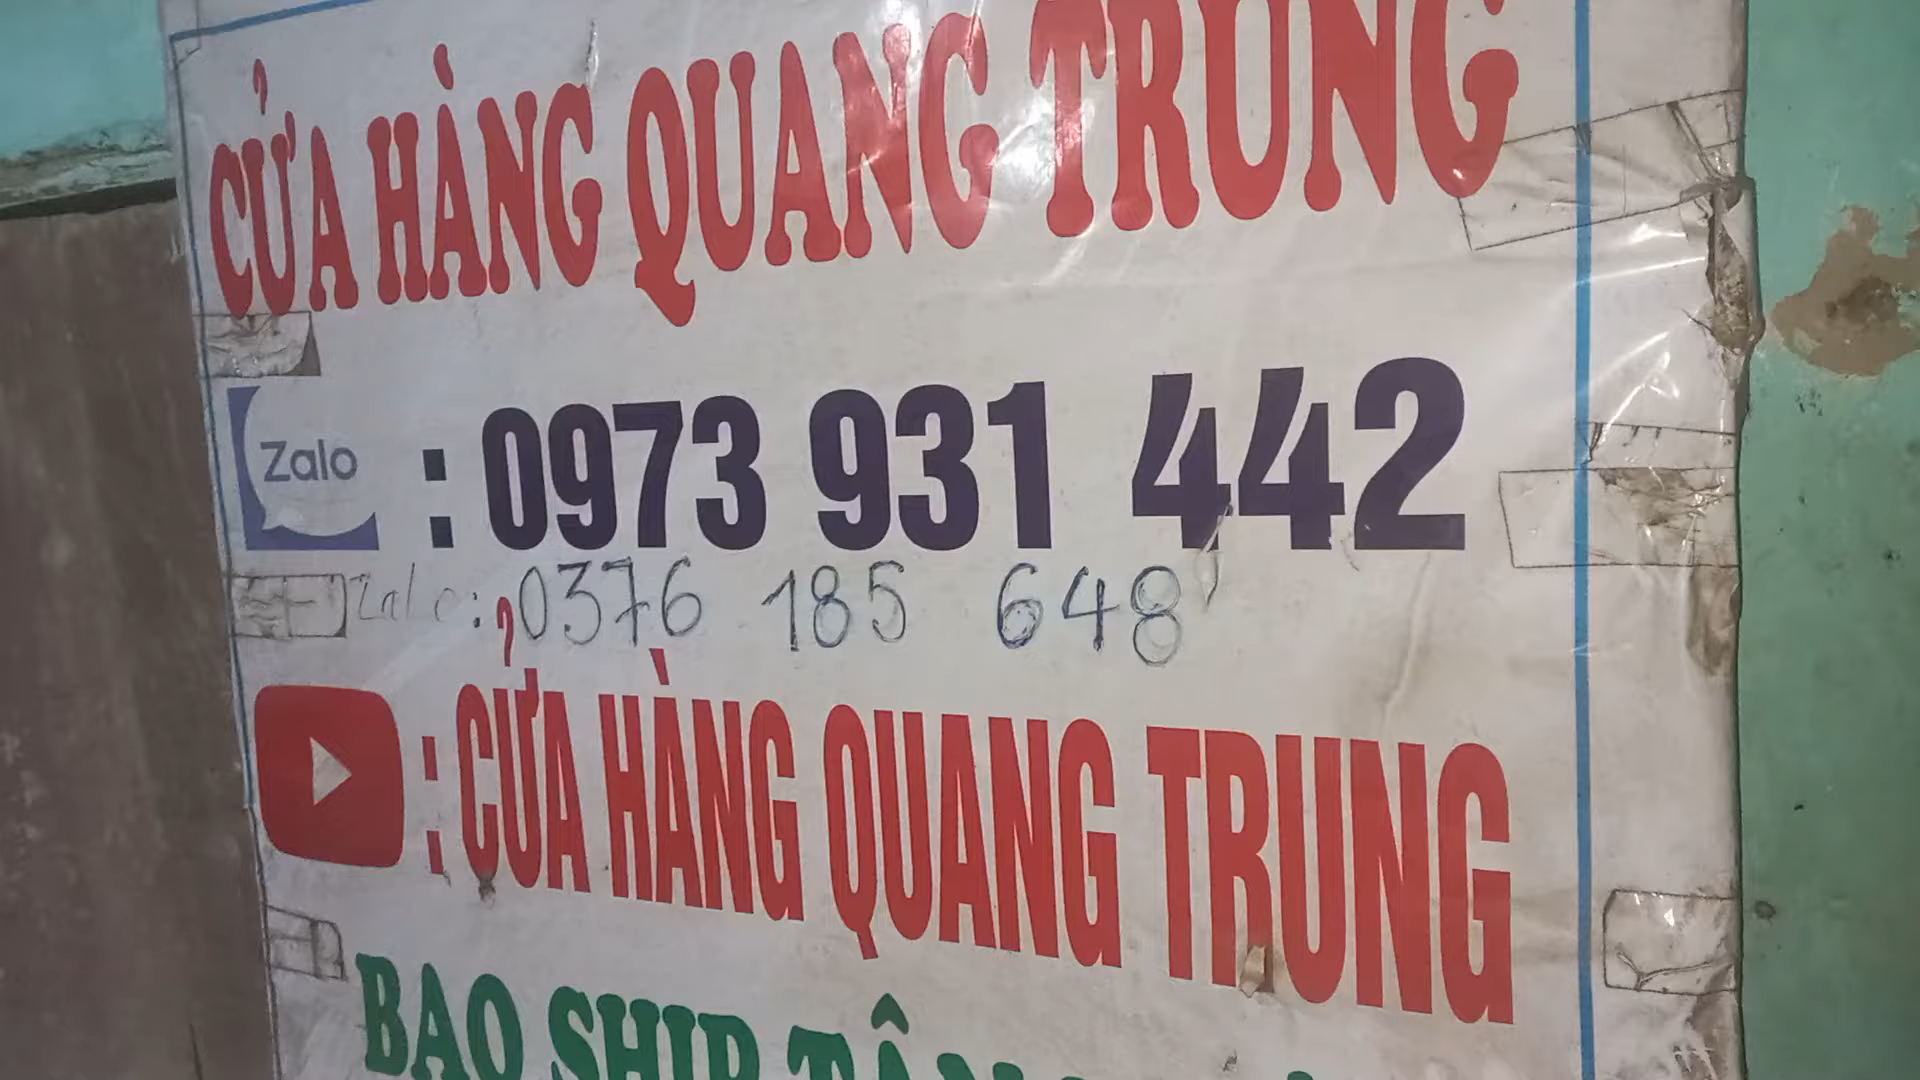 CỬA HÀNG QUANG TRUNG
Zalo : 0973 931 442
Zalo: 0376 185 648
: CỬA HÀNG QUANG TRUNG
BAO SHIP TẬN